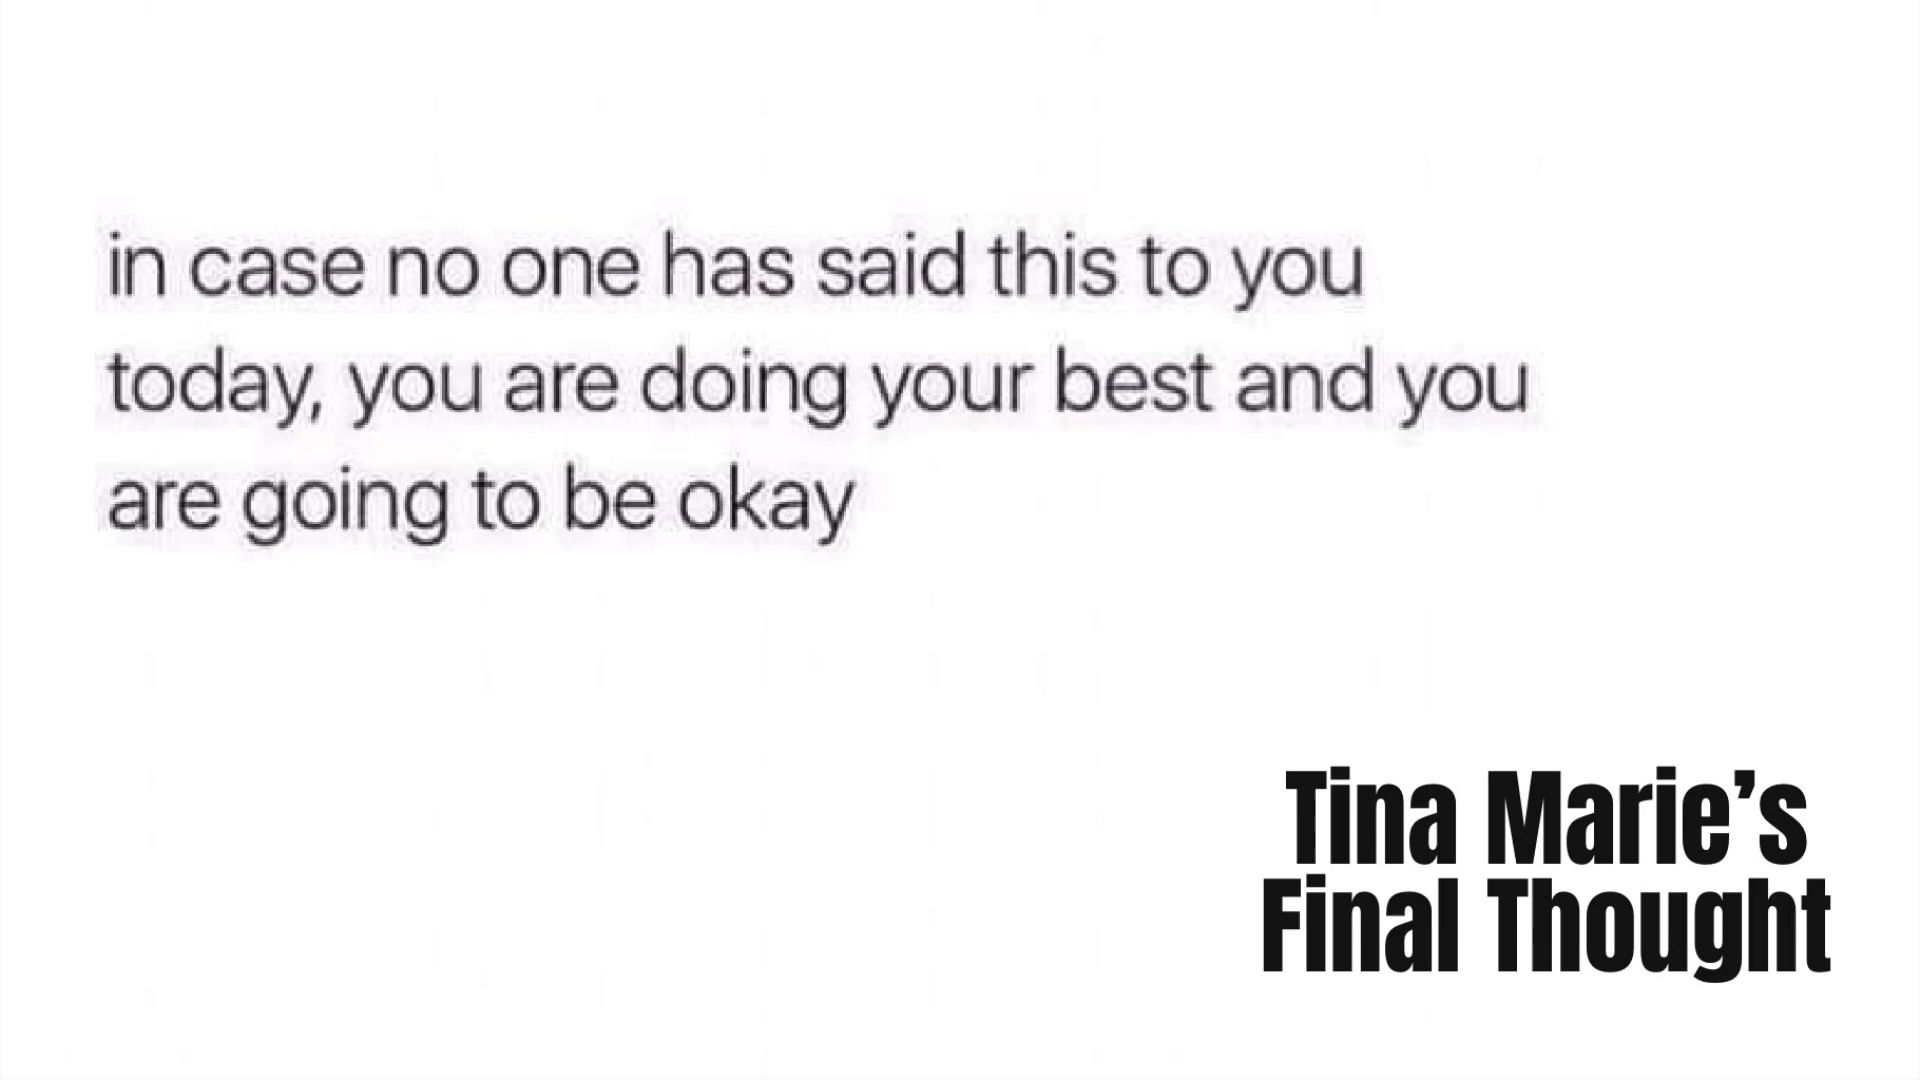 in case no one has said this to you
today, you are doing your best and you
are going to be okay
Tina Marie’s
Final Thought